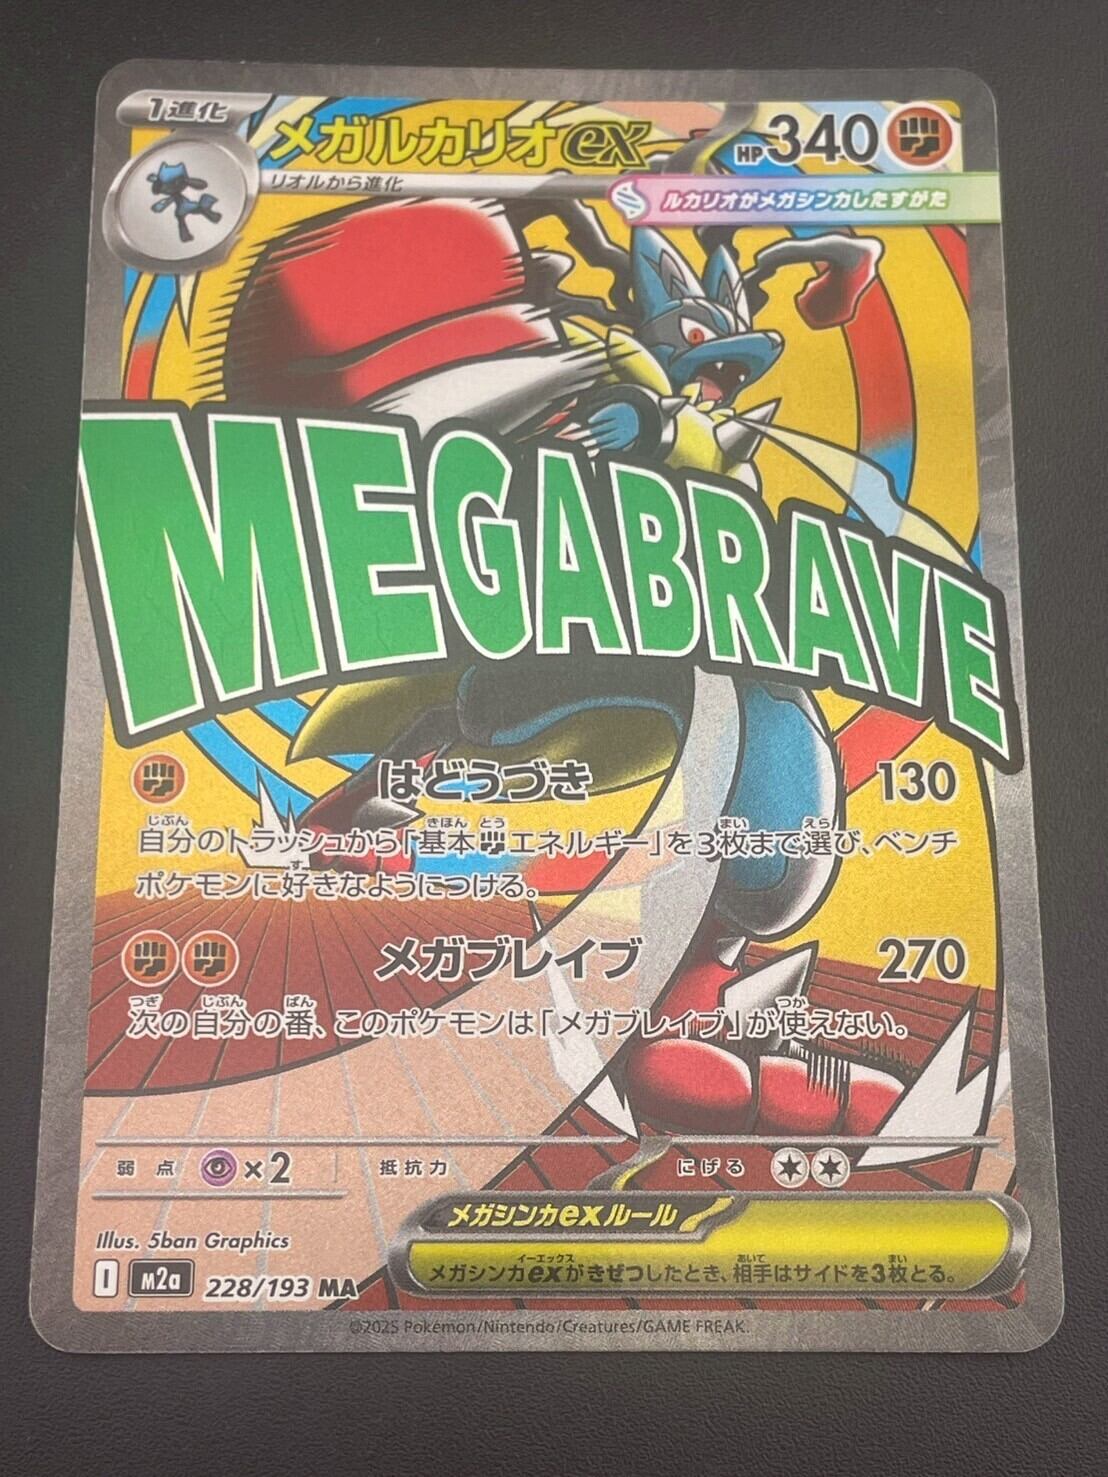 1進化
メガルカリオex
HP340
リオルから進化
ルカリオがメガシンカしたすがた
MEGABRAVE
はどうづき 130
自分のトラッシュから「基本エネルギー」を3枚まで選び、ベンチ
ポケモンに好きなようにつける。
メガブレイブ 270
次の自分の番、このポケモンは「メガブレイブ」が使えない。
弱点 ×2 抵抗力 にげる
メガシンカexルール
メガシンカexがきぜつしたとき、相手はサイドを3枚とる。
Illus. 5ban Graphics
I m2a 228/193 MA
©2025 Pokémon/Nintendo/Creatures/GAME FREAK.